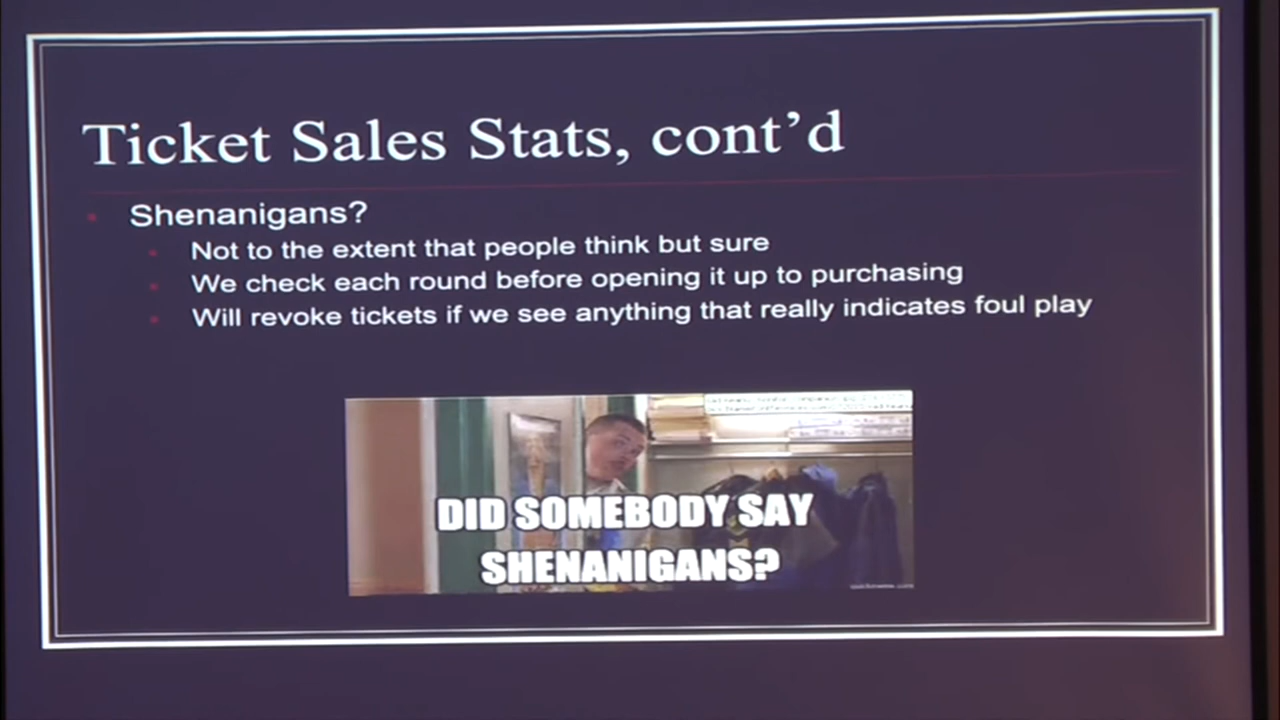 Ticket Sales Stats, cont'd
Shenanigans?
Not to the extent that people think but sure
We check each round before opening it up to purchasing
Will revoke tickets if we see anything that really indicates foul play
DID SOMEBODY SAY
SHENANIGANS?